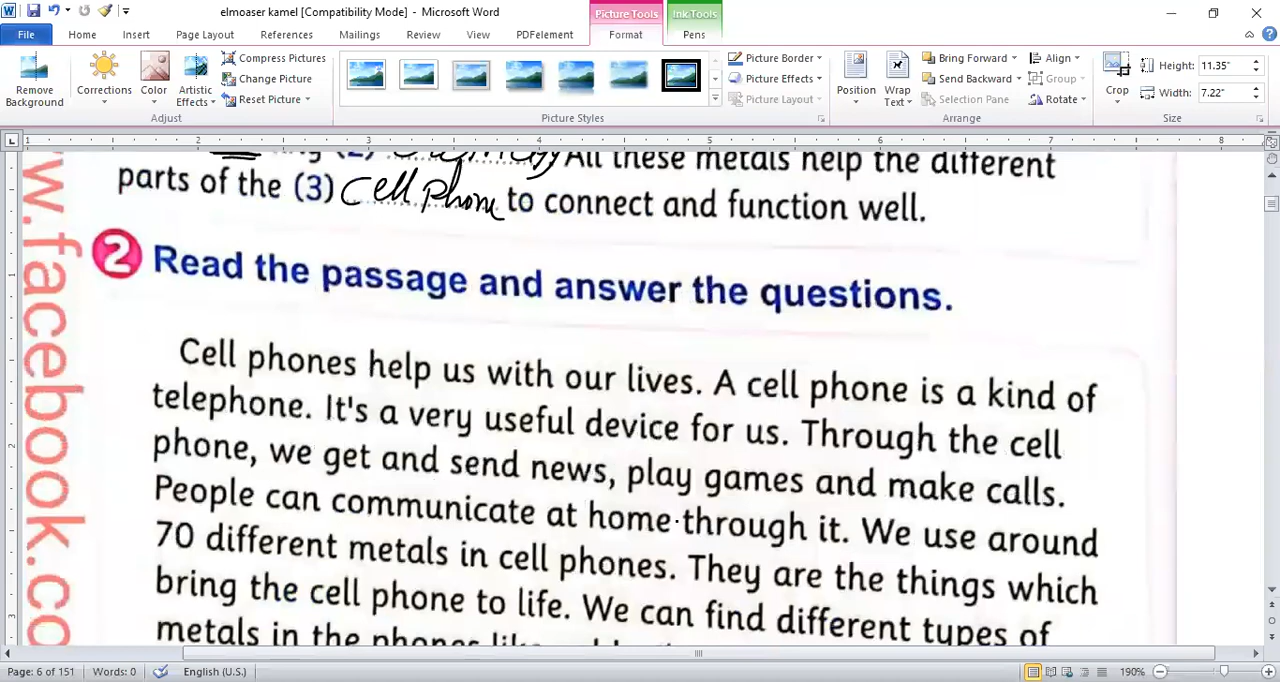 elmoaser kamel [Compatibility Mode] - Microsoft Word
Picture Tools
Ink Tools
File Home Insert Page Layout References Mailings Review View PDFelement Format Pens
Remove Background
Corrections
Color
Artistic Effects
Compress Pictures
Change Picture
Reset Picture
Adjust
Picture Styles
Picture Border
Picture Effects
Picture Layout
Position
Wrap Text
Bring Forward
Send Backward
Selection Pane
Align
Group
Rotate
Arrange
Crop
Height: 11.35"
Width: 7.22"
Size
All these metals help the different
parts of the (3) Cell phone to connect and function well.
2 Read the passage and answer the questions.
Cell phones help us with our lives. A cell phone is a kind of
telephone. It's a very useful device for us. Through the cell
phone, we get and send news, play games and make calls.
People can communicate at home through it. We use around
70 different metals in cell phones. They are the things which
bring the cell phone to life. We can find different types of
metals in the phones like
w.facebook.co
Page: 6 of 151 Words: 0 English (U.S.) 190%